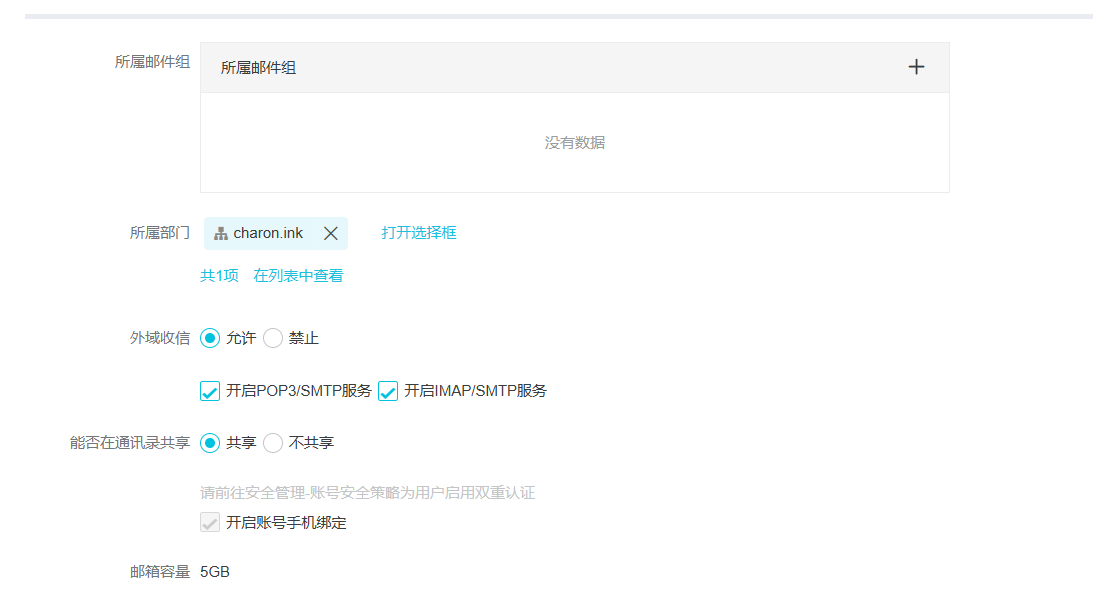 所属邮件组 所属邮件组
没有数据
所属部门 charon.ink 打开选择框
共1项 在列表中查看
外域收信 允许 禁止
开启POP3/SMTP服务 开启IMAP/SMTP服务
能否在通讯录共享 共享 不共享
请前往安全管理-账号安全策略为用户启用双重认证
开启账号手机绑定
邮箱容量 5GB